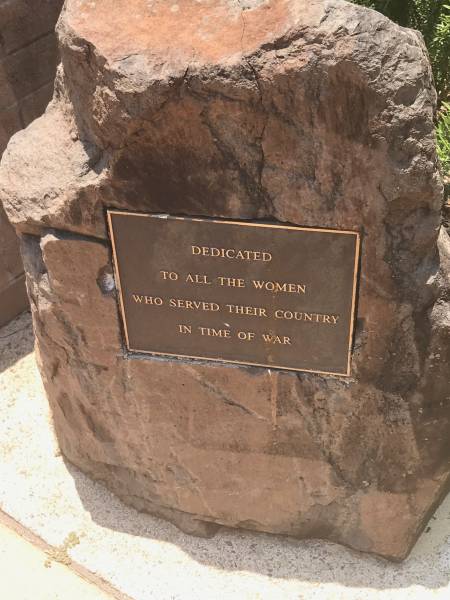 DEDICATED
TO ALL THE WOMEN
WHO SERVED THEIR COUNTRY
IN TIME OF WAR